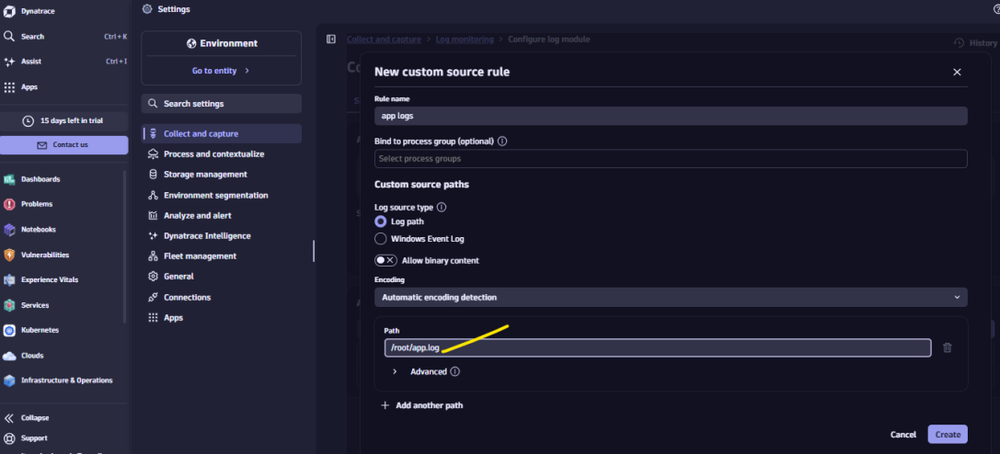 Dynatrace
Search Ctrl+K
Assist Ctrl+I
Apps
15 days left in trial
Contact us
Dashboards
Problems
Notebooks
Vulnerabilities
Experience Vitals
Services
Kubernetes
Clouds
Infrastructure & Operations
Collapse
Support
Settings
Environment
Go to entity
Search settings
Collect and capture
Process and contextualize
Storage management
Environment segmentation
Analyze and alert
Dynatrace Intelligence
Fleet management
General
Connections
Apps
Collect and capture > Log monitoring > Configure log module
History
New custom source rule
Rule name
app logs
Bind to process group (optional)
Select process groups
Custom source paths
Log source type
Log path
Windows Event Log
Allow binary content
Encoding
Automatic encoding detection
Path
/root/app.log
Advanced
Add another path
Cancel Create